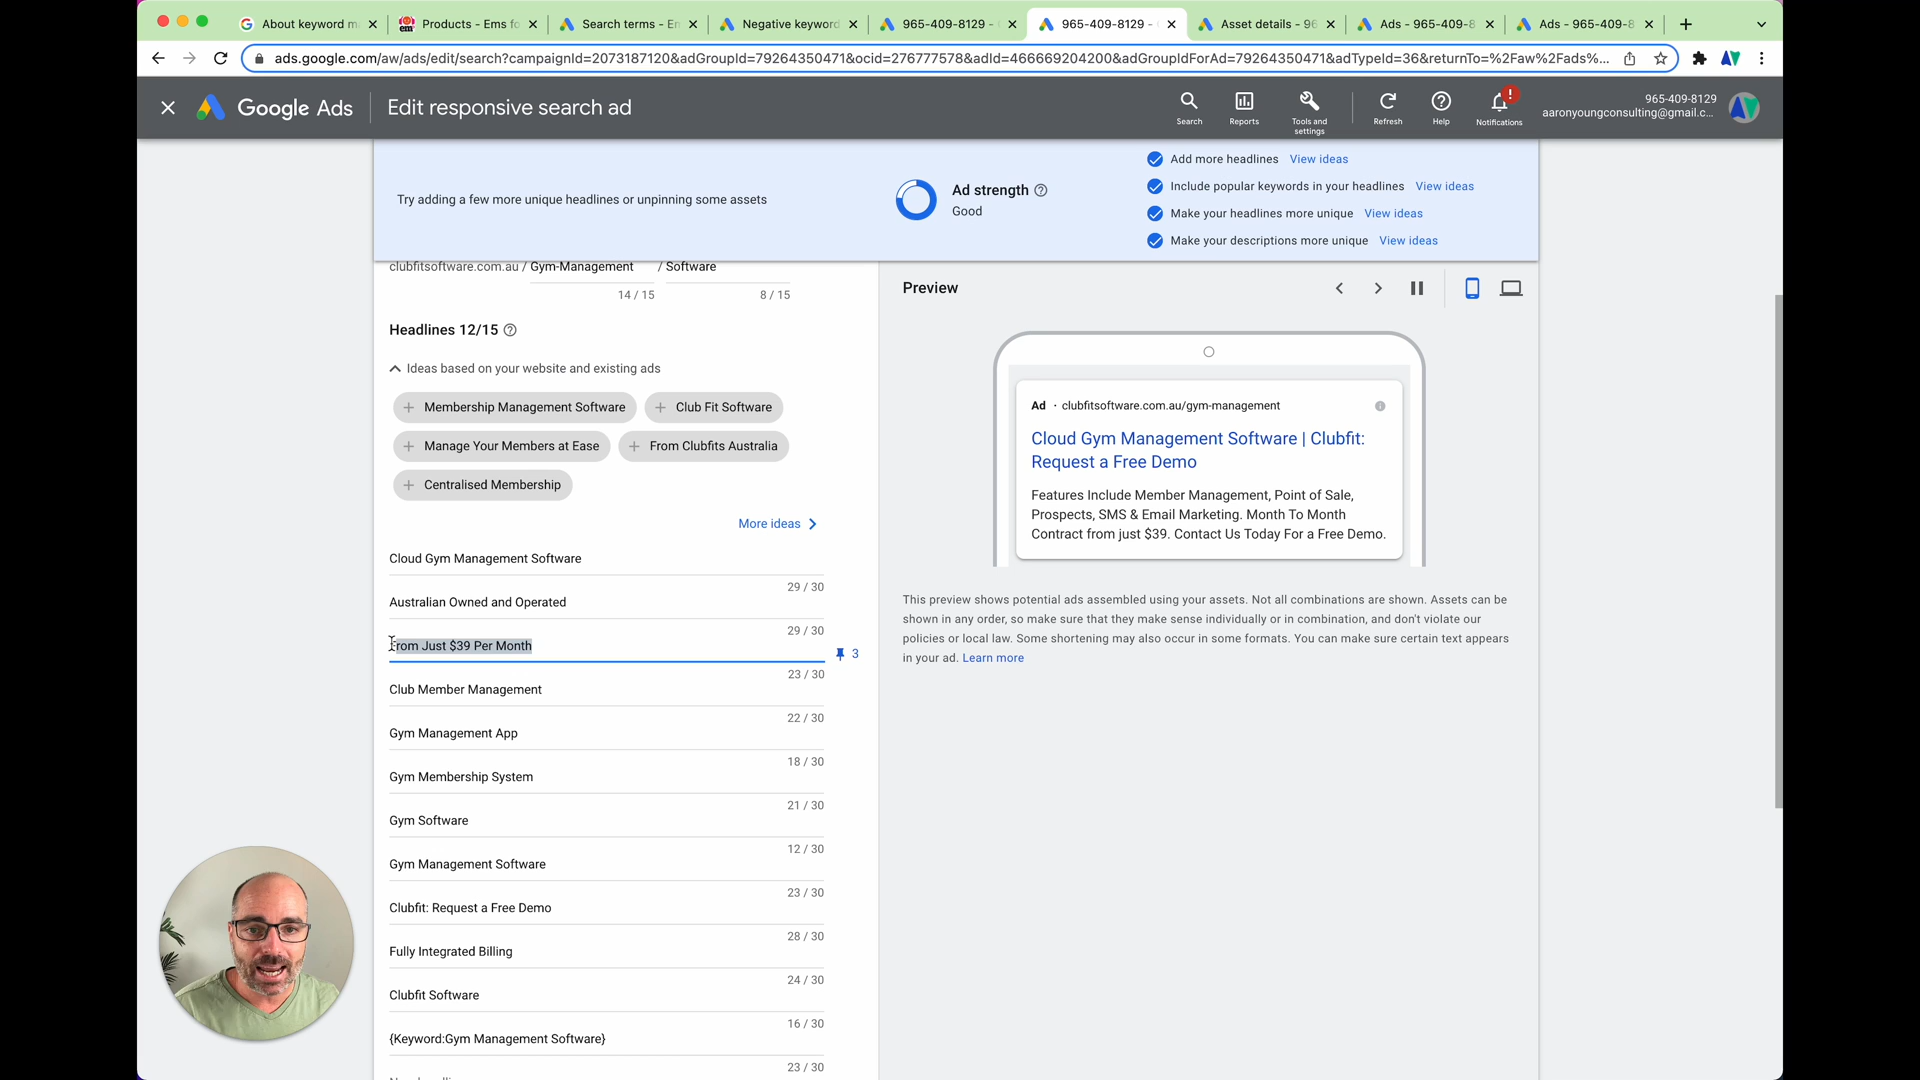 About keyword m
Products - Ems fo
Search terms - Em
Negative keyword
965-409-8129 -
965-409-8129 -
Asset details - 96
Ads - 965-409-8
Ads - 965-409-8
ads.google.com/aw/ads/edit/search?campaignId=2073187120&adGroupId=79264350471&ocid=276777578&adId=466669204200&adGroupIdForAd=79264350471&adTypeId=36&returnTo=%2Faw%2Fads%...
Google Ads
Edit responsive search ad
Search
Reports
Tools and settings
Refresh
Help
!
Notifications
965-409-8129
aaronyoungconsulting@gmail.c...
Try adding a few more unique headlines or unpinning some assets
Ad strength
Good
Add more headlines View ideas
Include popular keywords in your headlines View ideas
Make your headlines more unique View ideas
Make your descriptions more unique View ideas
clubfitsoftware.com.au / Gym-Management / Software
14 / 15
8 / 15
Headlines 12/15
Ideas based on your website and existing ads
Membership Management Software
Club Fit Software
Manage Your Members at Ease
From Clubfits Australia
Centralised Membership
More ideas
Cloud Gym Management Software
29 / 30
Australian Owned and Operated
29 / 30
From Just $39 Per Month
3
23 / 30
Club Member Management
22 / 30
Gym Management App
18 / 30
Gym Membership System
21 / 30
Gym Software
12 / 30
Gym Management Software
23 / 30
Clubfit: Request a Free Demo
28 / 30
Fully Integrated Billing
24 / 30
Clubfit Software
16 / 30
{Keyword:Gym Management Software}
23 / 30
Preview
Ad · clubfitsoftware.com.au/gym-management
Cloud Gym Management Software | Clubfit:
Request a Free Demo
Features Include Member Management, Point of Sale,
Prospects, SMS & Email Marketing. Month To Month
Contract from just $39. Contact Us Today For a Free Demo.
This preview shows potential ads assembled using your assets. Not all combinations are shown. Assets can be
shown in any order, so make sure that they make sense individually or in combination, and don't violate our
policies or local law. Some shortening may also occur in some formats. You can make sure certain text appears
in your ad. Learn more